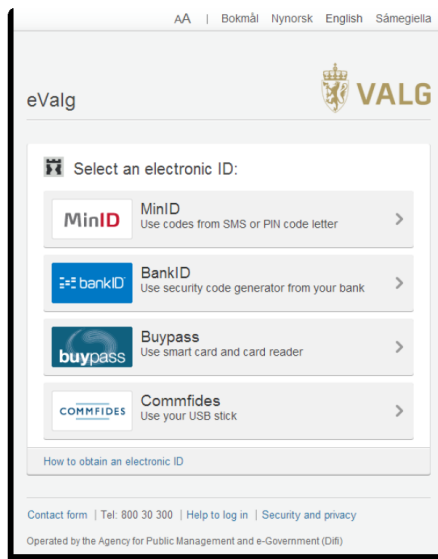 AA | Bokmål Nynorsk English Sámegiella
eValg
VALG
Select an electronic ID:
MinID
MinID
Use codes from SMS or PIN code letter
bankID
BankID
Use security code generator from your bank
buypass
Buypass
Use smart card and card reader
COMMFIDES
Commfides
Use your USB stick
How to obtain an electronic ID
Contact form | Tel: 800 30 300 | Help to log in | Security and privacy
Operated by the Agency for Public Management and e-Government (Difi)